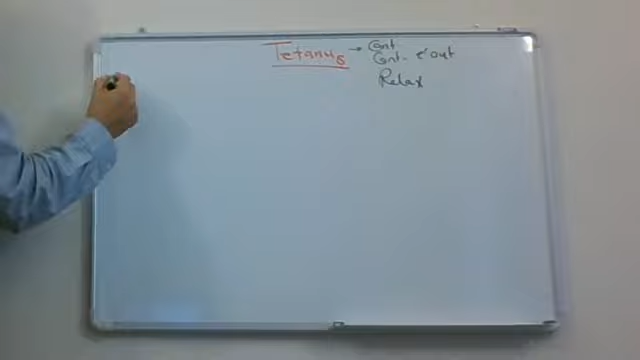 Tetanus → Cont
Cont- c̄ out
Relax